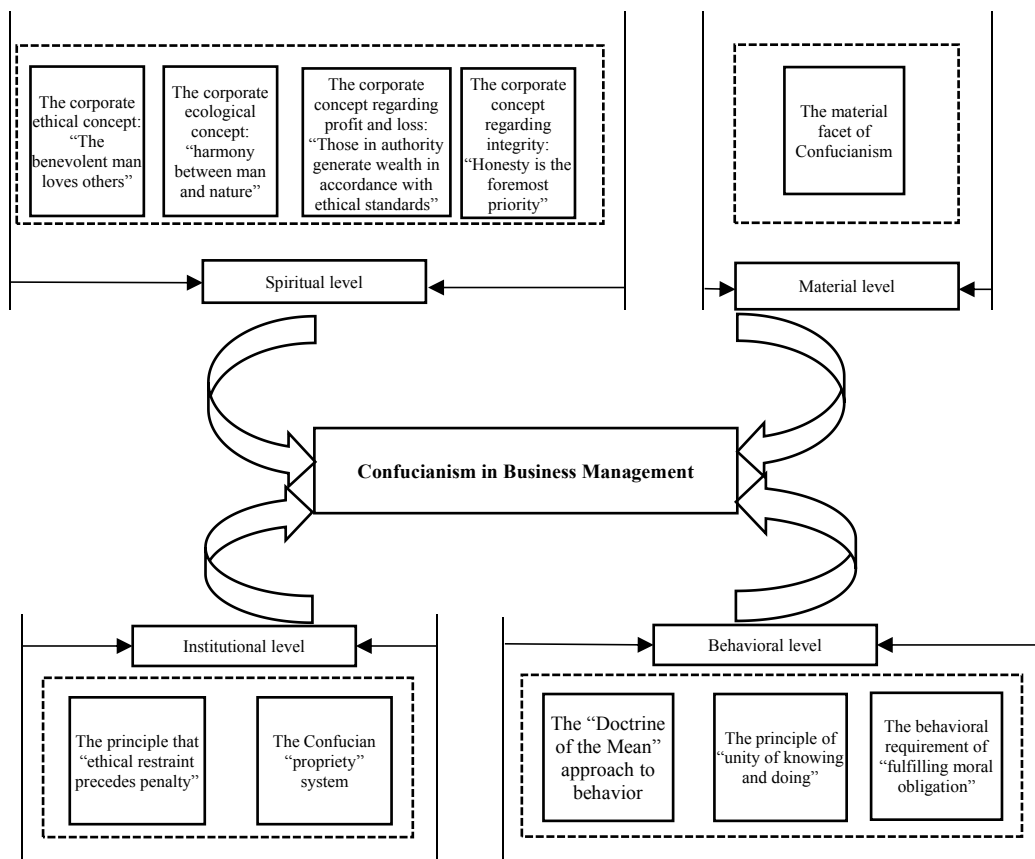 The corporate
ethical concept:
“The
benevolent man
loves others”
The corporate
ecological
concept:
“harmony
between man
and nature”
The corporate
concept regarding
profit and loss:
“Those in authority
generate wealth in
accordance with
ethical standards”
The corporate
concept
regarding
integrity:
“Honesty is the
foremost
priority”
The material
facet of
Confucianism
Spiritual level
Material level
Confucianism in Business Management
Institutional level
Behavioral level
The principle that
“ethical restraint
precedes penalty”
The Confucian
“propriety”
system
The “Doctrine
of the Mean”
approach to
behavior
The principle of
“unity of knowing
and doing”
The behavioral
requirement of
“fulfilling moral
obligation”